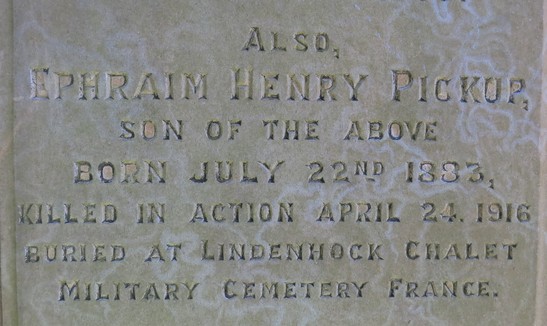 ALSO,
EPHRAIM HENRY PICKUP,
SON OF THE ABOVE
BORN JULY 22ND 1883,
KILLED IN ACTION APRIL 24. 1916
BURIED AT LINDENHOCK CHALET
MILITARY CEMETERY FRANCE.